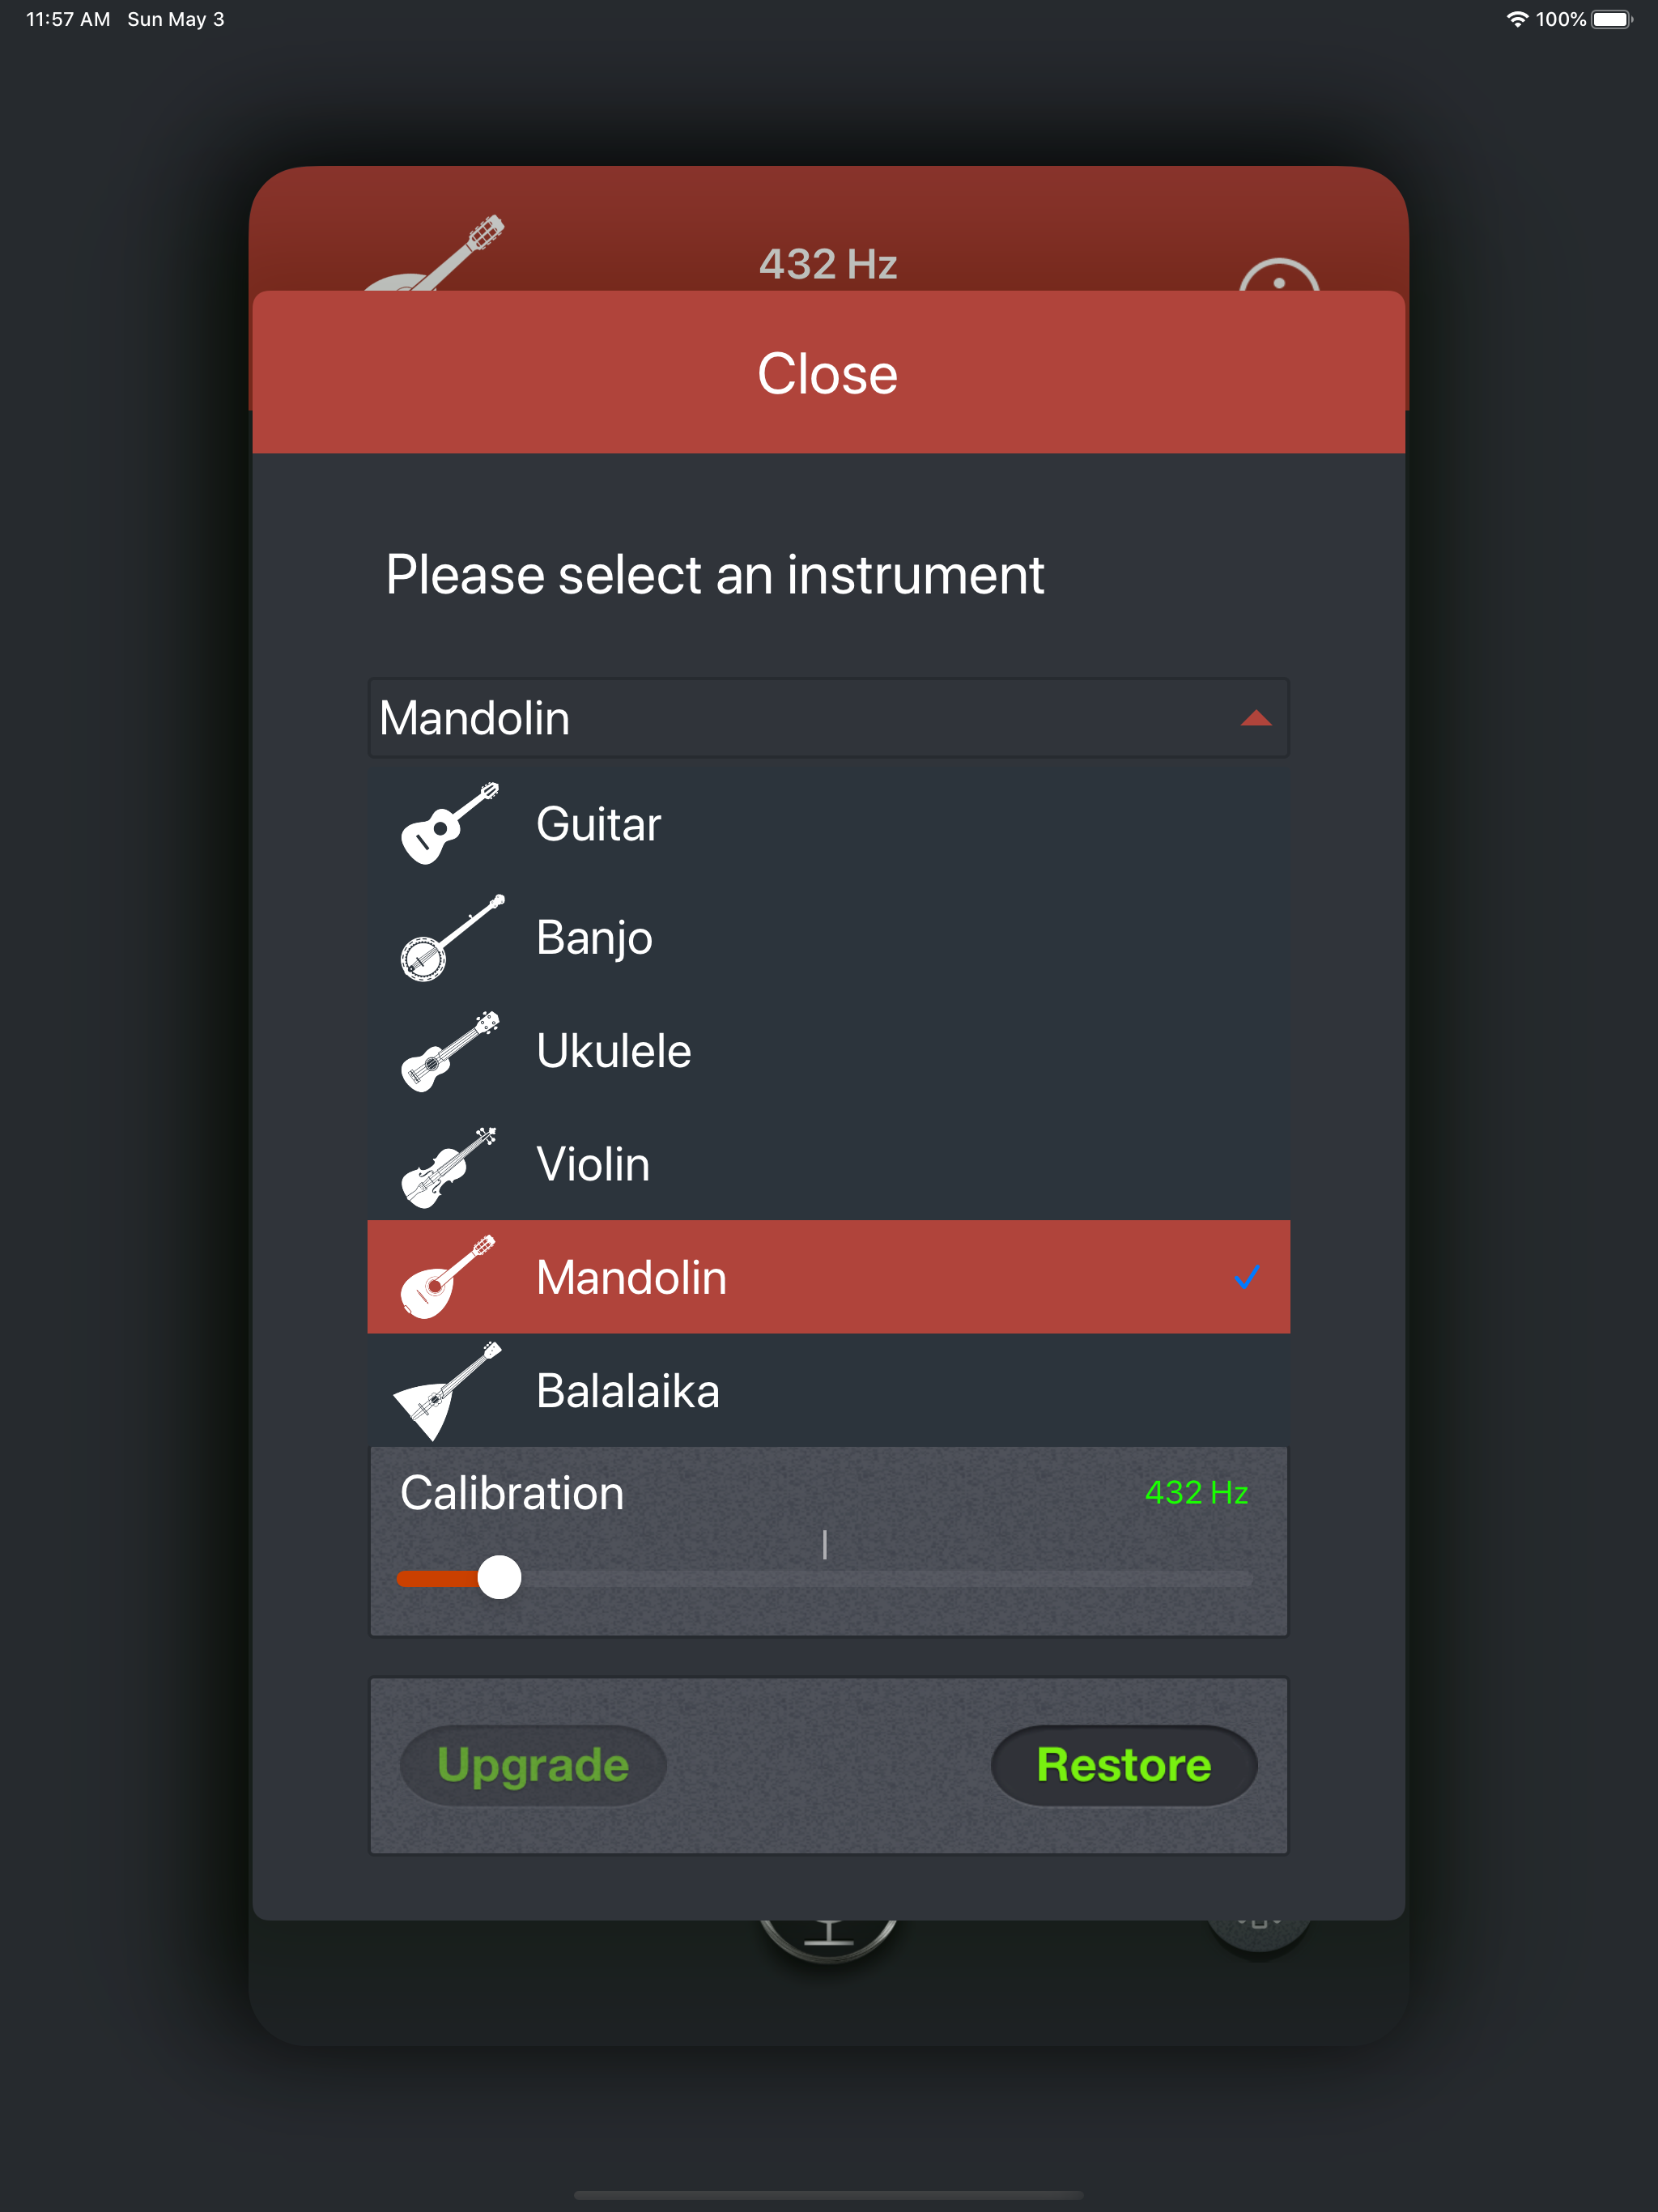 11:57 AM Sun May 3
100%
432 Hz
Close
Please select an instrument
Mandolin
Guitar
Banjo
Ukulele
Violin
Mandolin
Balalaika
Calibration
432 Hz
Upgrade
Restore